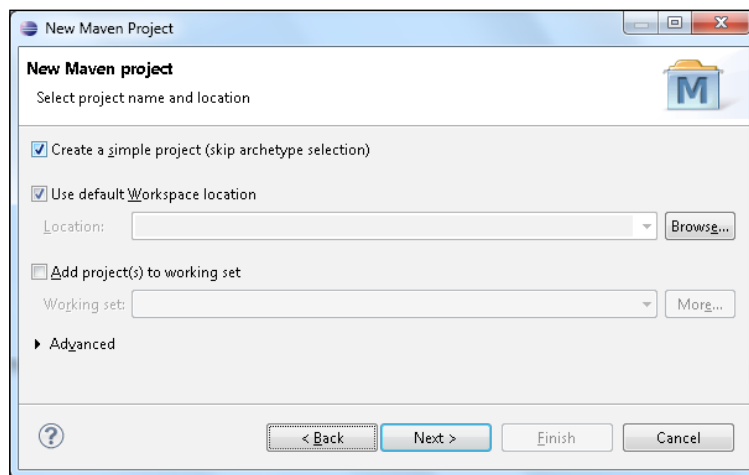 New Maven Project
New Maven project
Select project name and location
M
Create a simple project (skip archetype selection)
Use default Workspace location
Location:
Browse...
Add project(s) to working set
Working set:
More...
Advanced
?
< Back
Next >
Finish
Cancel